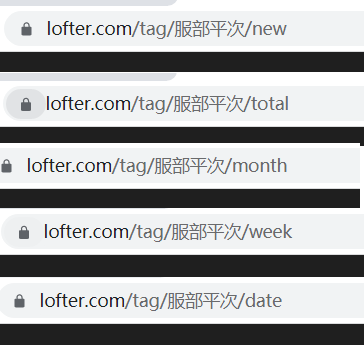 lofter.com/tag/服部平次/new
lofter.com/tag/服部平次/total
lofter.com/tag/服部平次/month
lofter.com/tag/服部平次/week
lofter.com/tag/服部平次/date